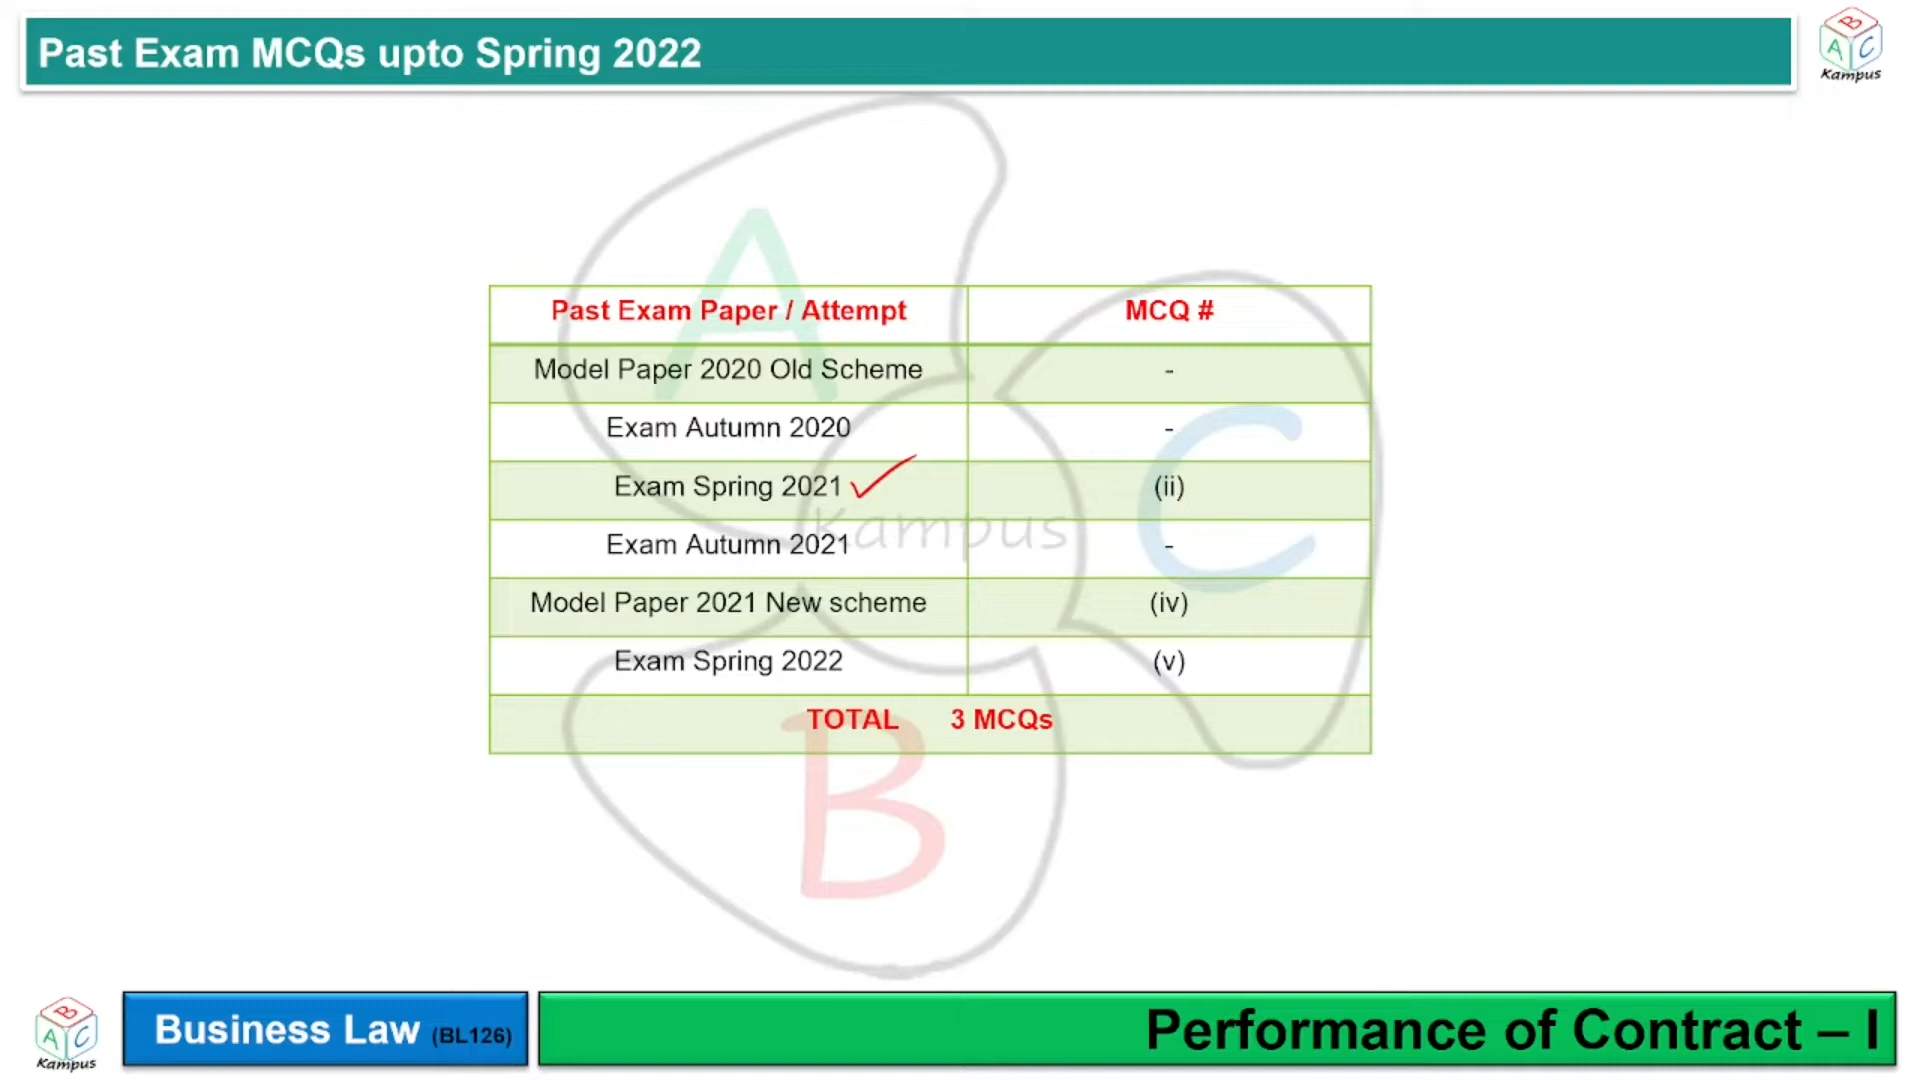 Past Exam MCQs upto Spring 2022
B
A C
Kampus
Past Exam Paper / Attempt MCQ #
Model Paper 2020 Old Scheme -
Exam Autumn 2020 -
Exam Spring 2021 (ii)
Exam Autumn 2021 -
Model Paper 2021 New scheme (iv)
Exam Spring 2022 (v)
TOTAL 3 MCQs
A
C
Kampus
B
B
A C
Kampus
Business Law (BL126)
Performance of Contract – I